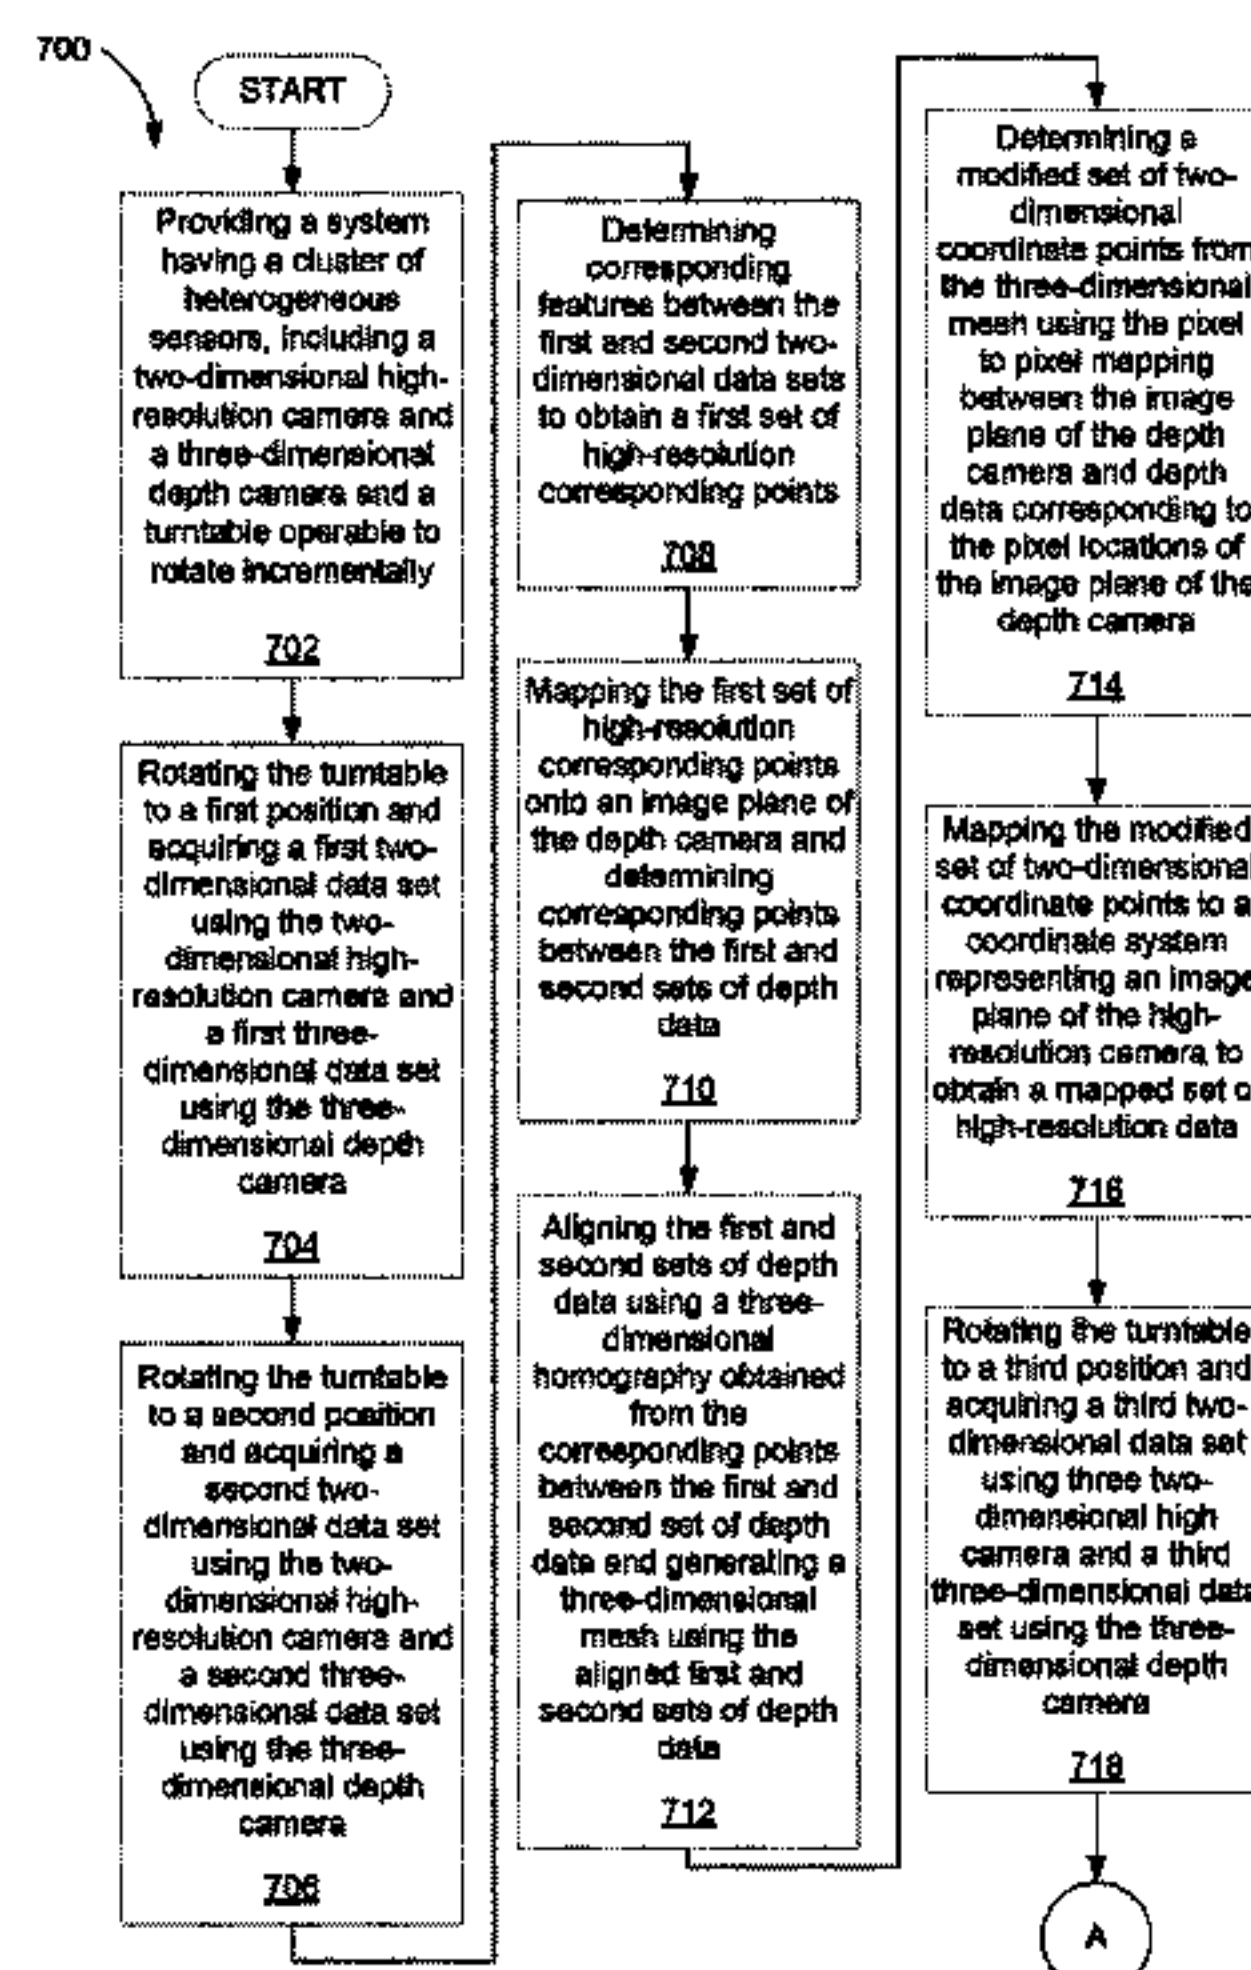 700
START
Providing a system
having a cluster of
heterogeneous
sensors, including a
two-dimensional high-
resolution camera and
a three-dimensional
depth camera and a
turntable operable to
rotate incrementally
702
Rotating the turntable
to a first position and
acquiring a first two-
dimensional data set
using the two-
dimensional high-
resolution camera and
a first three-
dimensional data set
using the three-
dimensional depth
camera
704
Rotating the turntable
to a second position
and acquiring a
second two-
dimensional data set
using the two-
dimensional high-
resolution camera and
a second three-
dimensional data set
using the three-
dimensional depth
camera
706
Determining
corresponding
features between the
first and second two-
dimensional data sets
to obtain a first set of
high-resolution
corresponding points
708
Mapping the first set of
high-resolution
corresponding points
onto an image plane of
the depth camera and
determining
corresponding points
between the first and
second sets of depth
data
710
Aligning the first and
second sets of depth
data using a three-
dimensional
homography obtained
from the
corresponding points
between the first and
second set of depth
data and generating a
three-dimensional
mesh using the
aligned first and
second sets of depth
data
712
Determining a
modified set of two-
dimensional
coordinate points from
the three-dimensional
mesh using the pixel
to pixel mapping
between the image
plane of the depth
camera and depth
data corresponding to
the pixel locations of
the image plane of the
depth camera
714
Mapping the modified
set of two-dimensional
coordinate points to a
coordinate system
representing an image
plane of the high-
resolution camera to
obtain a mapped set o
high-resolution data
716
Rotating the turntable
to a third position and
acquiring a third two-
dimensional data set
using three two-
dimensional high
camera and a third
three-dimensional data
set using the three-
dimensional depth
camera
718
A